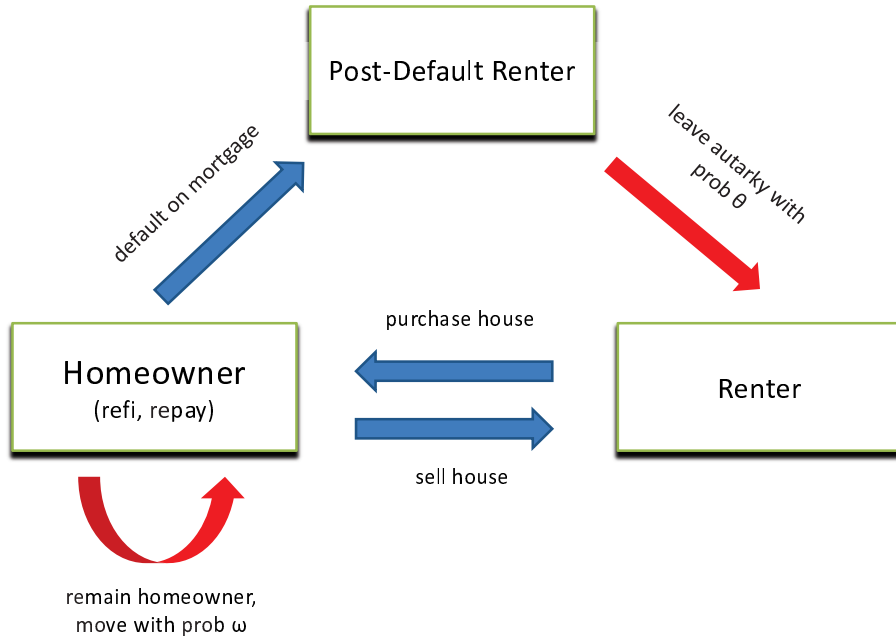 Post-Default Renter
default on mortgage
leave autarky with
prob θ
purchase house
Homeowner
(refi, repay)
Renter
sell house
remain homeowner,
move with prob ω